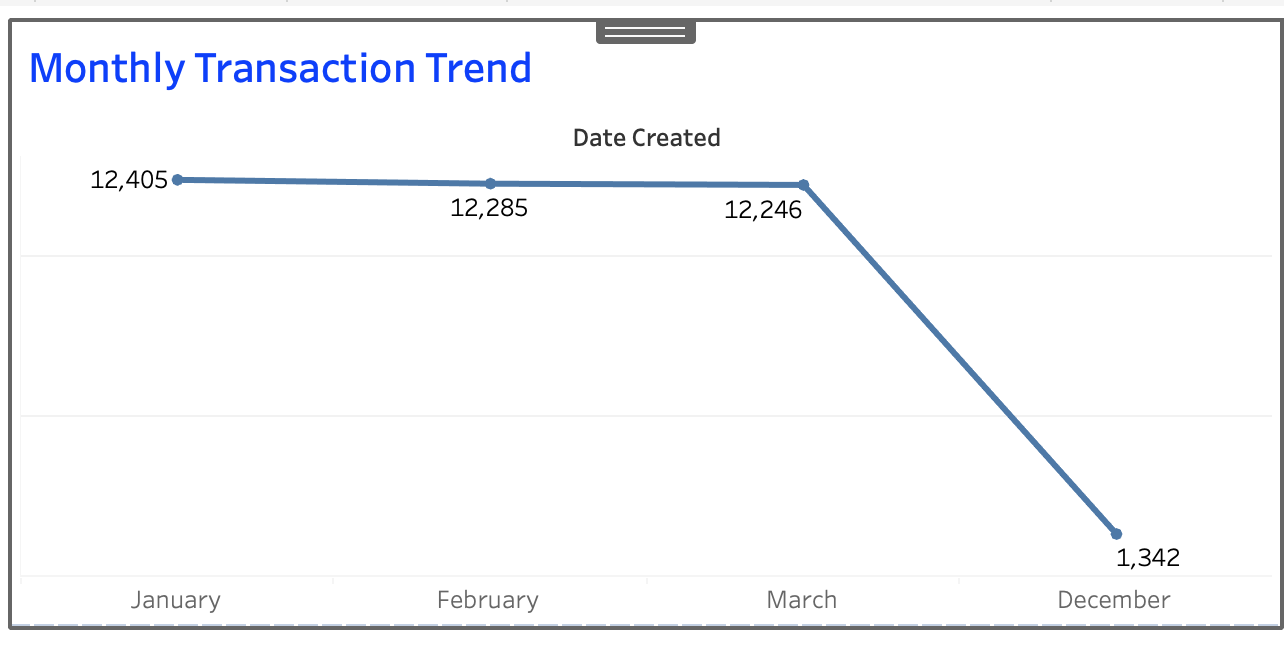 Monthly Transaction Trend
Date Created
12,405
12,285
12,246
1,342
January
February
March
December